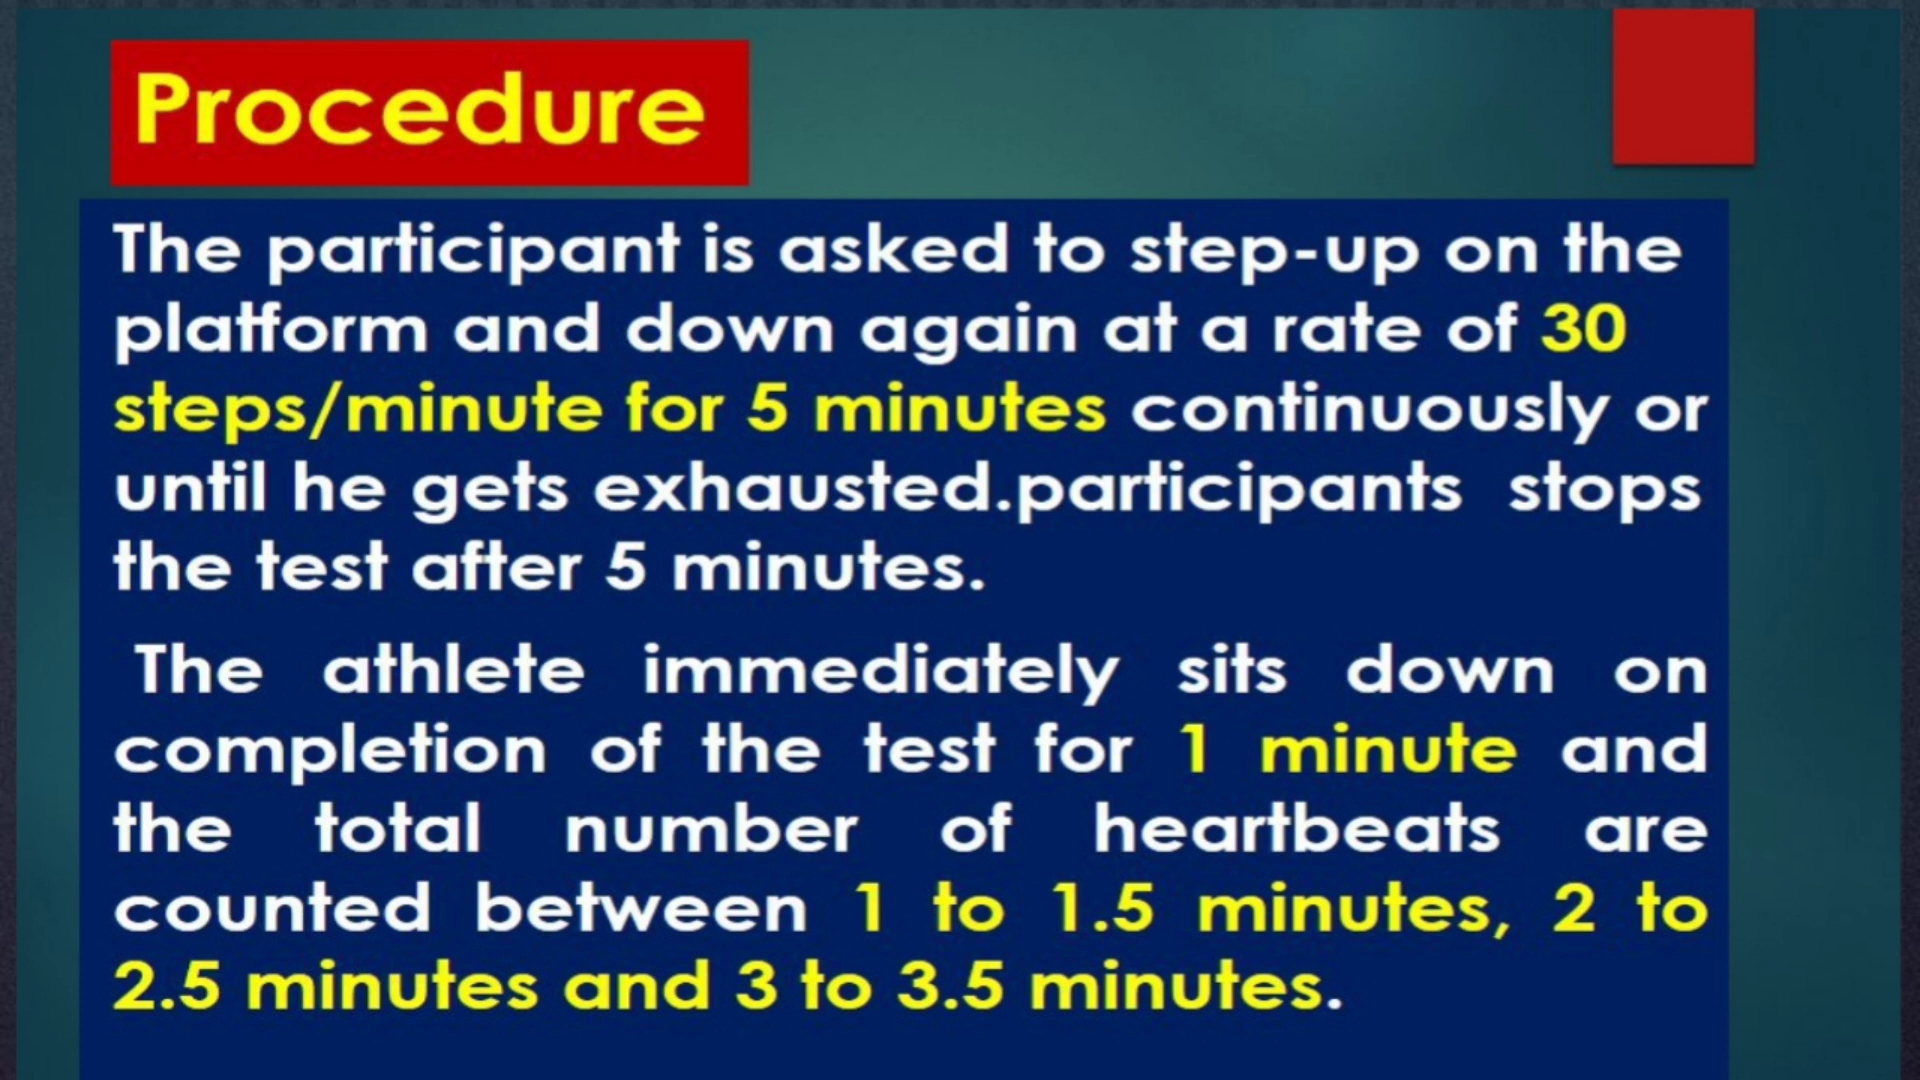 Procedure
The participant is asked to step-up on the
platform and down again at a rate of 30
steps/minute for 5 minutes continuously or
until he gets exhausted.participants stops
the test after 5 minutes.
The athlete immediately sits down on
completion of the test for 1 minute and
the total number of heartbeats are
counted between 1 to 1.5 minutes, 2 to
2.5 minutes and 3 to 3.5 minutes.